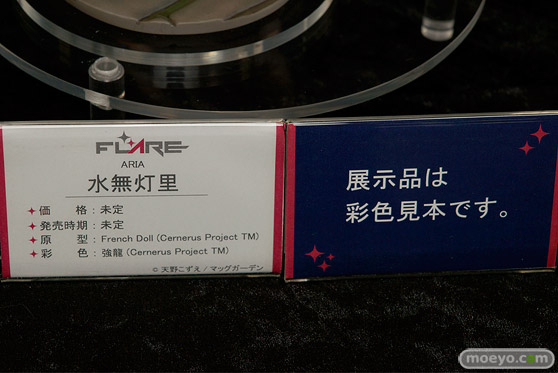 FLARE
ARIA
水無灯里
価　　格：未定
発売時期：未定
原　　型：French Doll (Cernerus Project TM)
彩　　色：強龍 (Cernerus Project TM)
© 天野こずえ / マッグガーデン
展示品は
彩色見本です。
moeyo.com